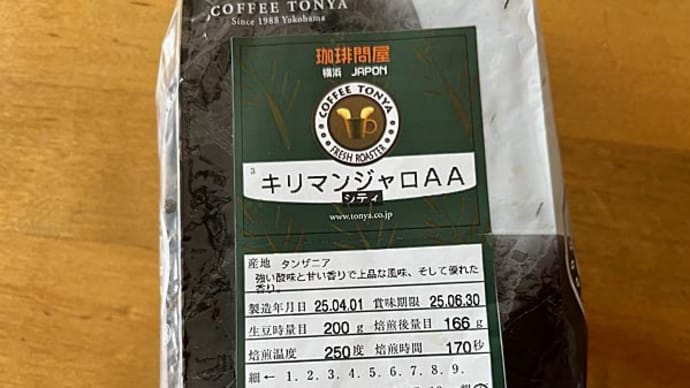 COFFEE TONYA
Since 1988 Yokohama
珈琲問屋
横浜 JAPON
COFFEE TONYA
FRESH ROASTER
3
キリマンジャロAA
シティ
www.tonya.co.jp
産地 タンザニア
強い酸味と甘い香りで上品な風味、そして優れた
香り。
製造年月日 25.04.01 賞味期限 25.06.30
生豆時量目 200g 焙煎後量目 166g
焙煎温度 250度 焙煎時間 170秒
細← 1. 2. 3. 4. 5. 6. 7. 8. 9.